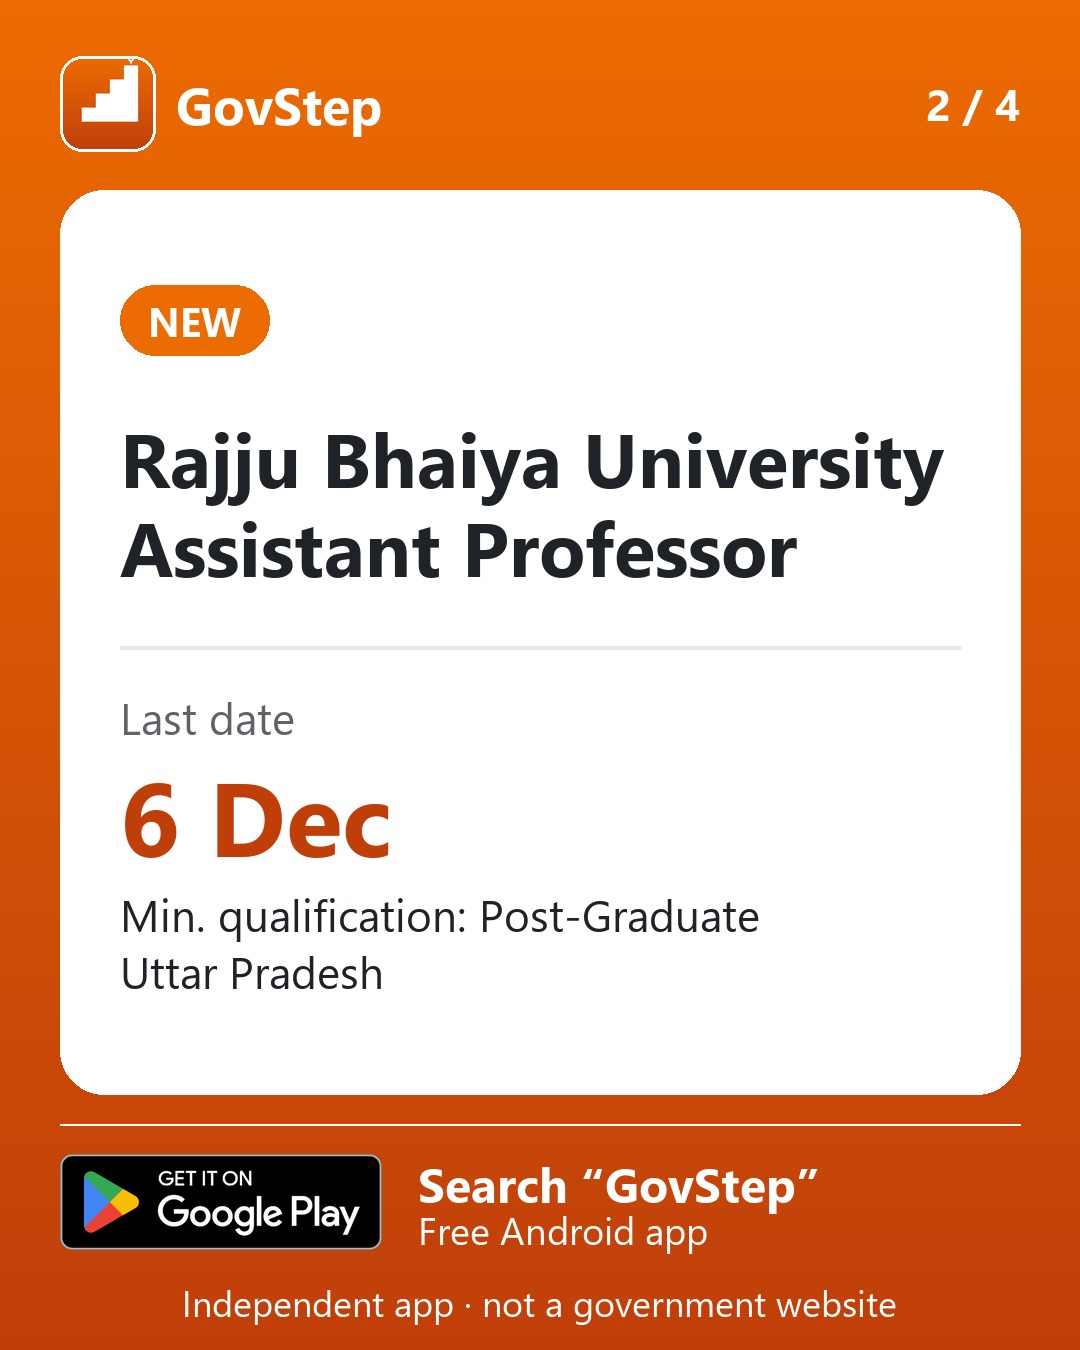 GovStep
2 / 4
NEW
Rajju Bhaiya University
Assistant Professor
Last date
6 Dec
Min. qualification: Post-Graduate
Uttar Pradesh
GET IT ON
Google Play
Search “GovStep”
Free Android app
Independent app · not a government website